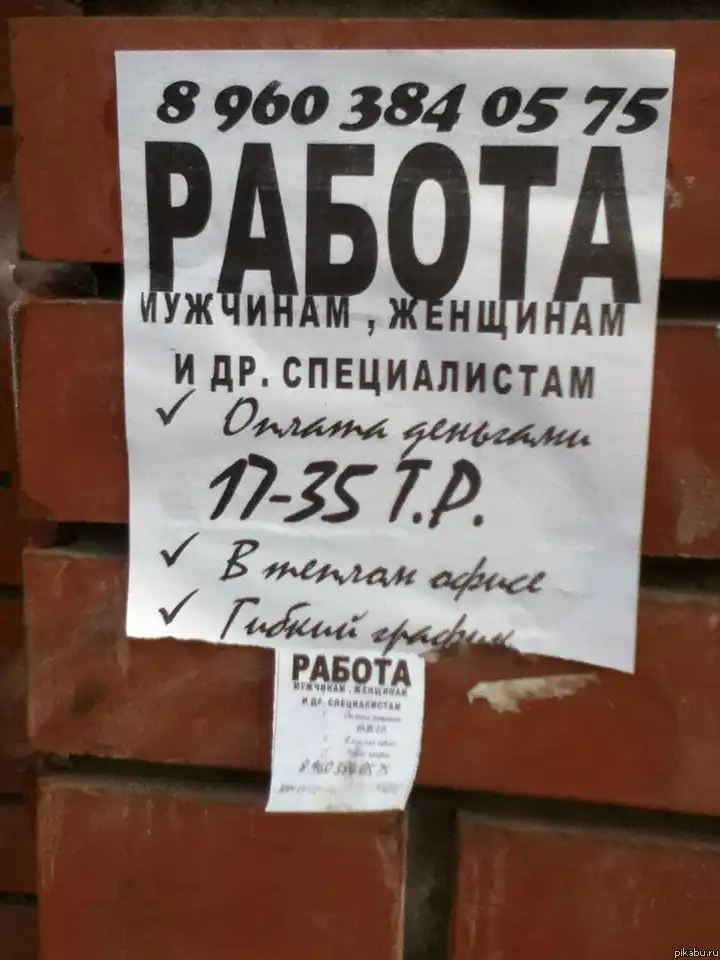 8 960 384 05 75
РАБОТА
МУЖЧИНАМ , ЖЕНЩИНАМ
И ДР. СПЕЦИАЛИСТАМ
✓ Оплата деньгами
17-35 Т.Р.
✓ В теплом офисе
✓ Гибкий график
РАБОТА
МУЖЧИНАМ , ЖЕНЩИНАМ
И ДР. СПЕЦИАЛИСТАМ
pikabu.ru